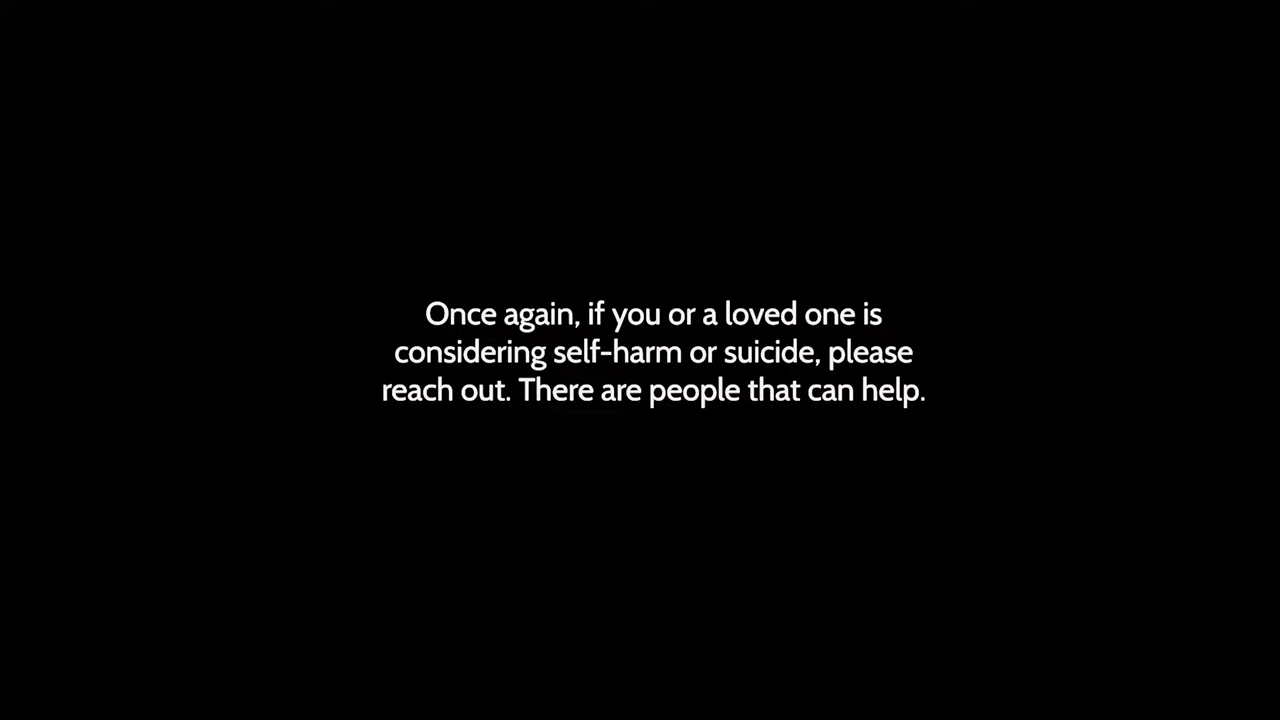 Once again, if you or a loved one is
considering self-harm or suicide, please
reach out. There are people that can help.